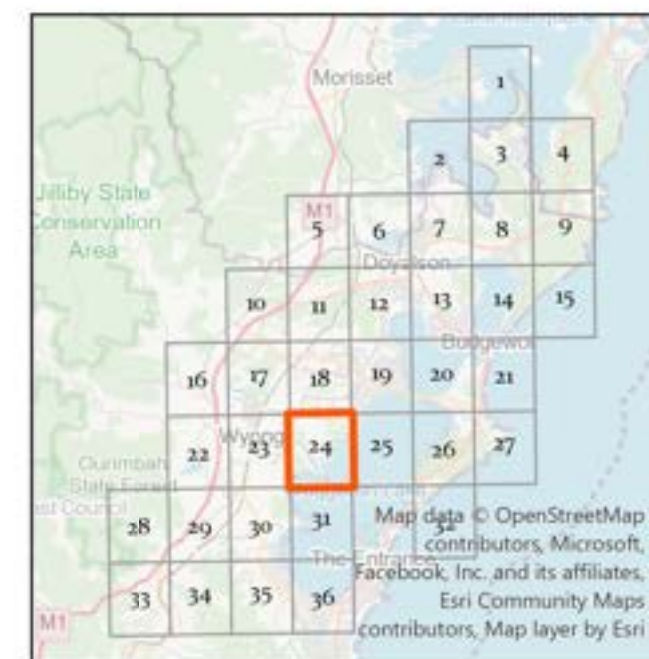 Morisset
1
2 3 4
Jilliby State
Conservation
Area
M1
5 6 7 8 9
Doyalson
10 11 12 13 14 15
Budgewoi
16 17 18 19 20 21
Wyong
22 23 24 25 26 27
Ourimbah
State Forest
ast Council
28 29 30 31 32
Map data © OpenStreetMap
contributors, Microsoft,
The Entrance
Facebook, Inc. and its affiliates,
Esri Community Maps
33 34 35 36
M1
contributors, Map layer by Esri